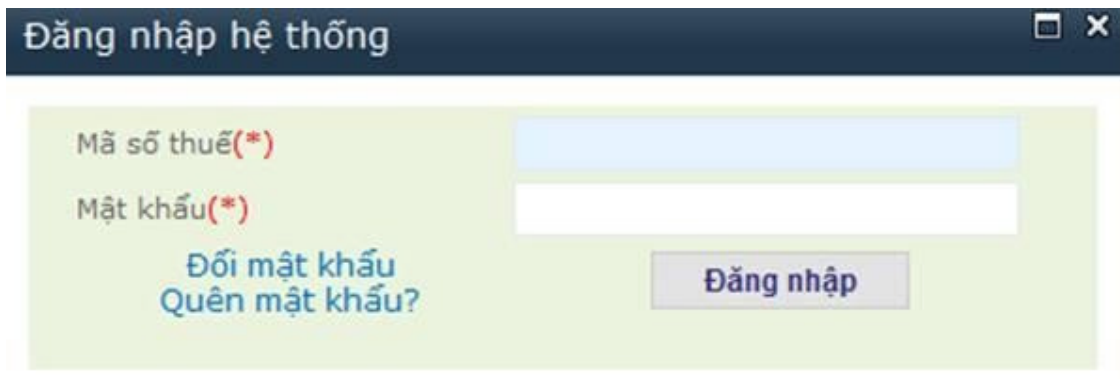 Đăng nhập hệ thống
Mã số thuế(*)
Mật khẩu(*)
Đổi mật khẩu
Quên mật khẩu?
Đăng nhập